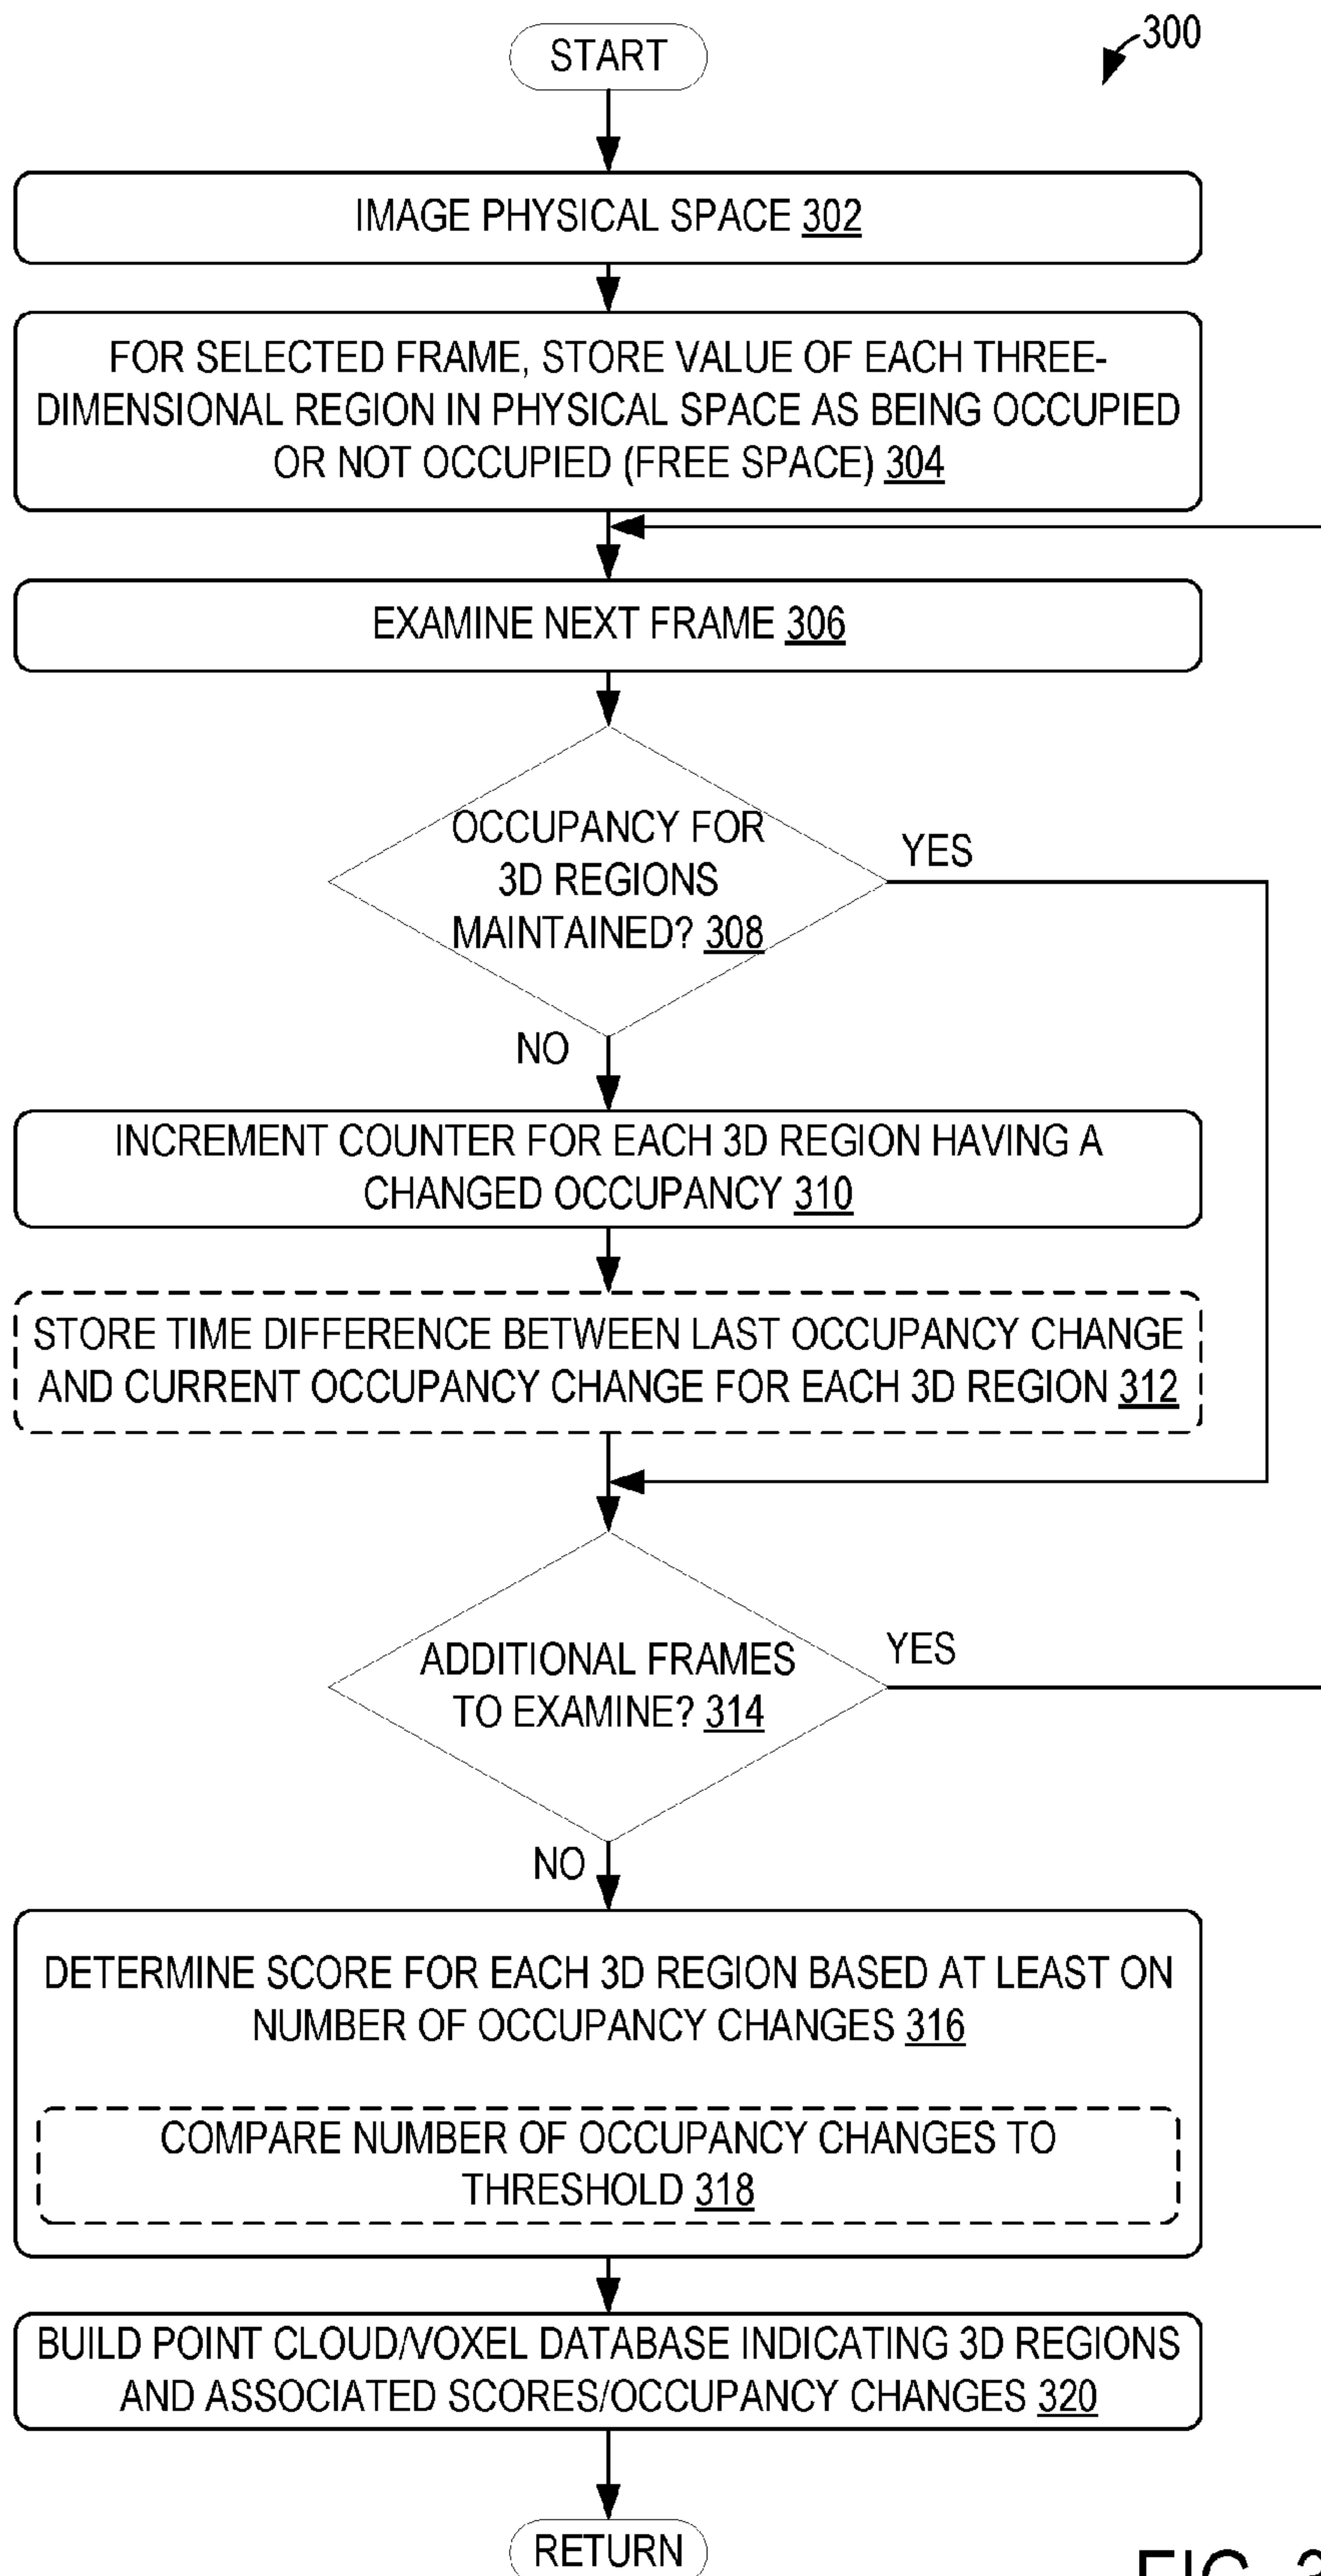 START
300
IMAGE PHYSICAL SPACE 302
FOR SELECTED FRAME, STORE VALUE OF EACH THREE-
DIMENSIONAL REGION IN PHYSICAL SPACE AS BEING OCCUPIED
OR NOT OCCUPIED (FREE SPACE) 304
EXAMINE NEXT FRAME 306
OCCUPANCY FOR
3D REGIONS
MAINTAINED? 308
YES
NO
INCREMENT COUNTER FOR EACH 3D REGION HAVING A
CHANGED OCCUPANCY 310
STORE TIME DIFFERENCE BETWEEN LAST OCCUPANCY CHANGE
AND CURRENT OCCUPANCY CHANGE FOR EACH 3D REGION 312
ADDITIONAL FRAMES
TO EXAMINE? 314
YES
NO
DETERMINE SCORE FOR EACH 3D REGION BASED AT LEAST ON
NUMBER OF OCCUPANCY CHANGES 316
COMPARE NUMBER OF OCCUPANCY CHANGES TO
THRESHOLD 318
BUILD POINT CLOUD/VOXEL DATABASE INDICATING 3D REGIONS
AND ASSOCIATED SCORES/OCCUPANCY CHANGES 320
RETURN
FIG. 3